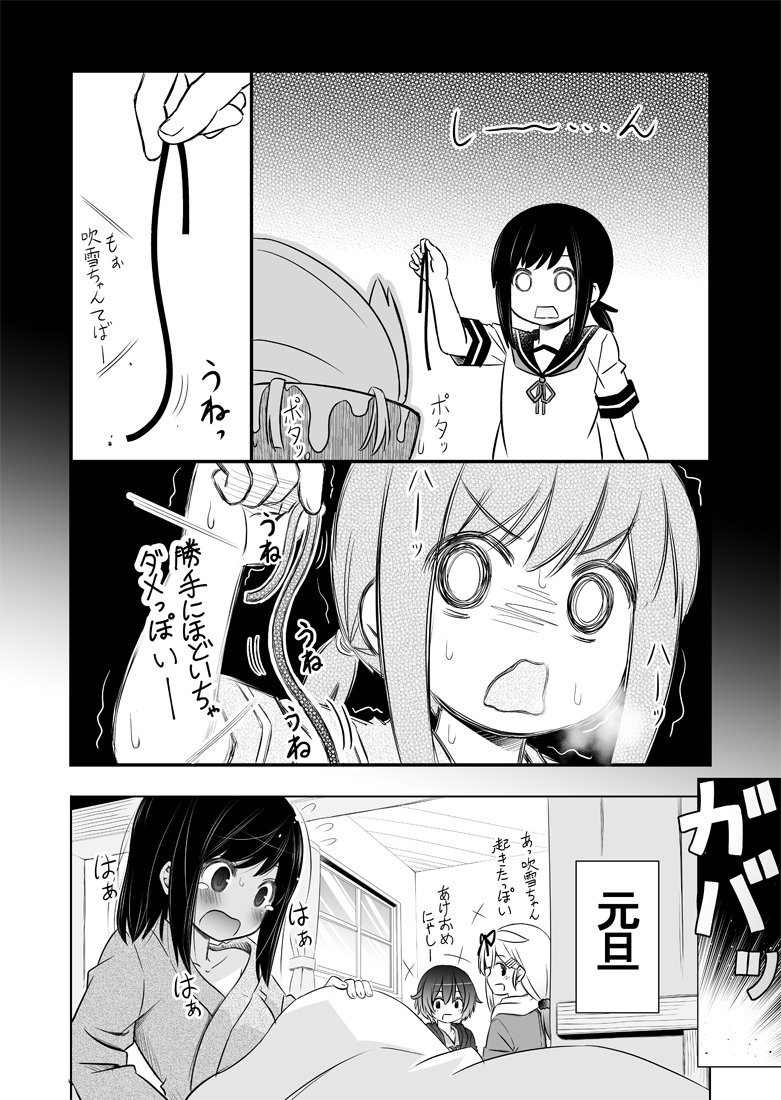 しー〜…ん
ポタッ
ポタッ
もぉ
吹雪ちゃんてばー
うねっ
ハーッ
ハーッ
うね
うね
うね
勝手にほどいちゃ
ダメっぽいー
ガバッ
元旦
あっ吹雪ちゃん
起きたっぽい
あけおめ
にゃしー
はぁ
はぁ
はぁ